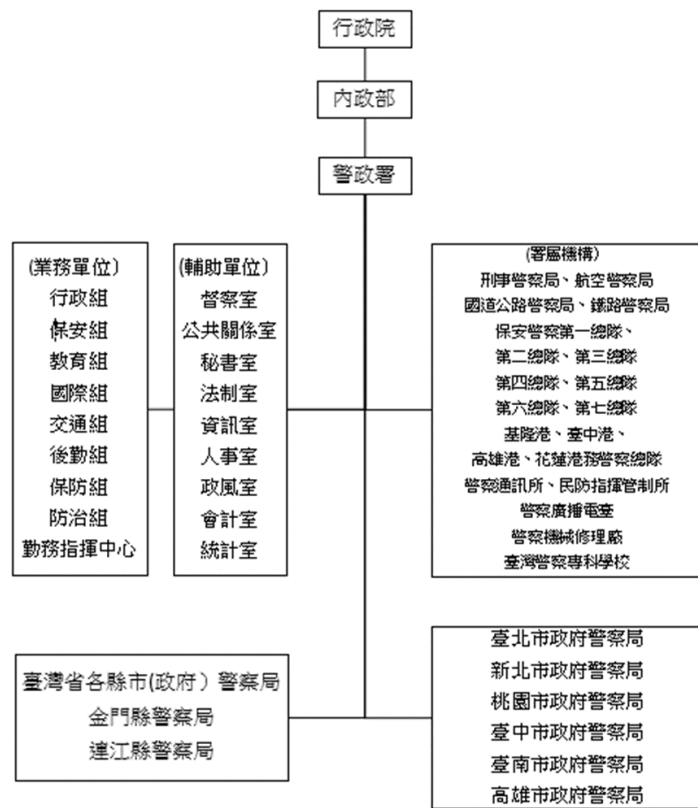 行政院
內政部
警政署
(業務單位)
行政組
保安組
教育組
國際組
交通組
後勤組
保防組
防治組
勤務指揮中心
(輔助單位)
督察室
公共關係室
秘書室
法制室
資訊室
人事室
政風室
會計室
統計室
(署屬機構)
刑事警察局、航空警察局
國道公路警察局、鐵路警察局
保安警察第一總隊、
第二總隊、第三總隊
第四總隊、第五總隊
第六總隊、第七總隊
基隆港、臺中港、
高雄港、花蓮港務警察總隊
警察通訊所、民防指揮管制所
警察廣播電臺
警察機械修理廠
臺灣警察專科學校
臺灣省各縣市(政府)警察局
金門縣警察局
連江縣警察局
臺北市政府警察局
新北市政府警察局
桃園市政府警察局
臺中市政府警察局
臺南市政府警察局
高雄市政府警察局